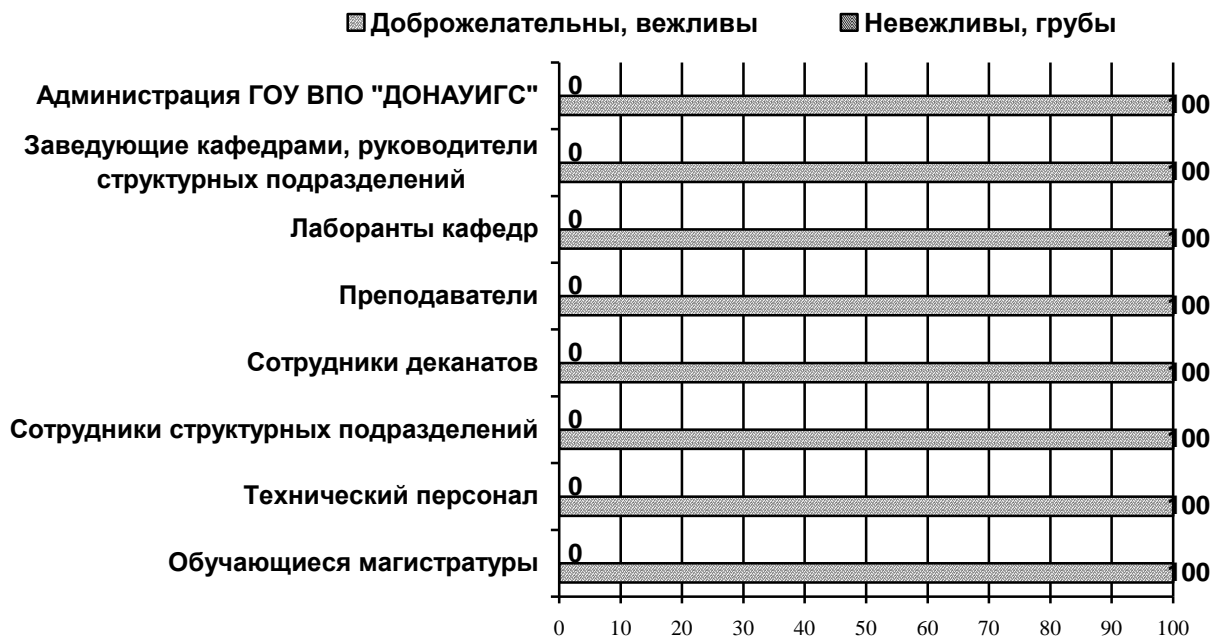 Доброжелательны, вежливы Невежливы, грубы
0
Администрация ГОУ ВПО "ДОНАУИГС" 100
Заведующие кафедрами, руководители 0
структурных подразделений 100
0
Лаборанты кафедр 100
0
Преподаватели 100
0
Сотрудники деканатов 100
0
Сотрудники структурных подразделений 100
0
Технический персонал 100
0
Обучающиеся магистратуры 100
0 10 20 30 40 50 60 70 80 90 100